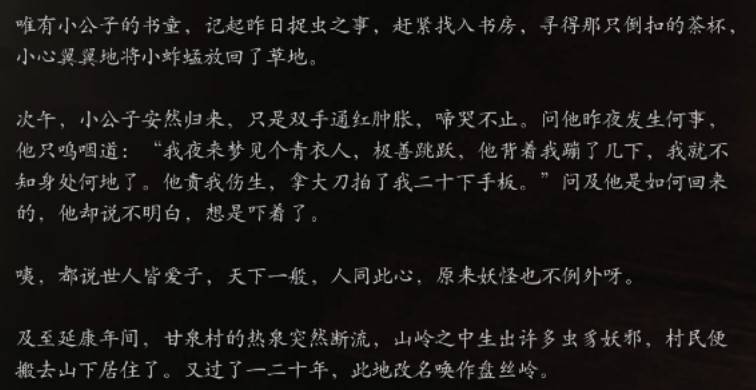 唯有小公子的书童，记起昨日捉虫之事，赶紧找入书房，寻得那只倒扣的茶杯，
小心翼翼地将小蚱蜢放回了草地。
次午，小公子安然归来，只是双手通红肿胀，啼哭不止。问他昨夜发生何事，
他只呜咽道：“我夜来梦见个青衣人，极善跳跃，他背着我蹦了几下，我就不
知身处何地了。他责我伤生，拿大刀拍了我二十下手板。”问及他是如何回来
的，他却说不明白，想是吓着了。
咦，都说世人皆爱子，天下一般，人同此心，原来妖怪也不例外呀。
及至延康年间，甘泉村的热泉突然断流，山岭之中生出许多虫豸妖邪，村民便
搬去山下居住了。又过了一二十年，此地改名唤作盘丝岭。